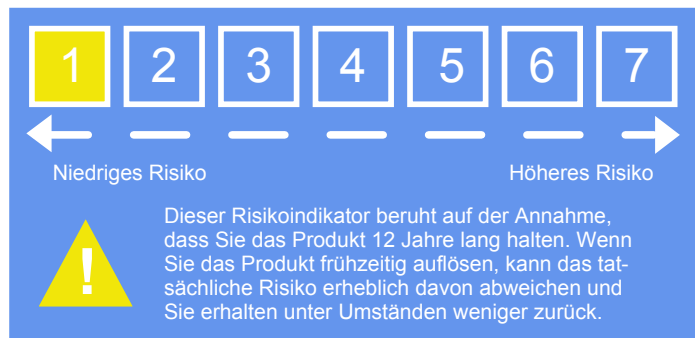 1 2 3 4 5 6 7
Niedriges Risiko Höheres Risiko
!
Dieser Risikoindikator beruht auf der Annahme,
dass Sie das Produkt 12 Jahre lang halten. Wenn
Sie das Produkt frühzeitig auflösen, kann das tat-
sächliche Risiko erheblich davon abweichen und
Sie erhalten unter Umständen weniger zurück.